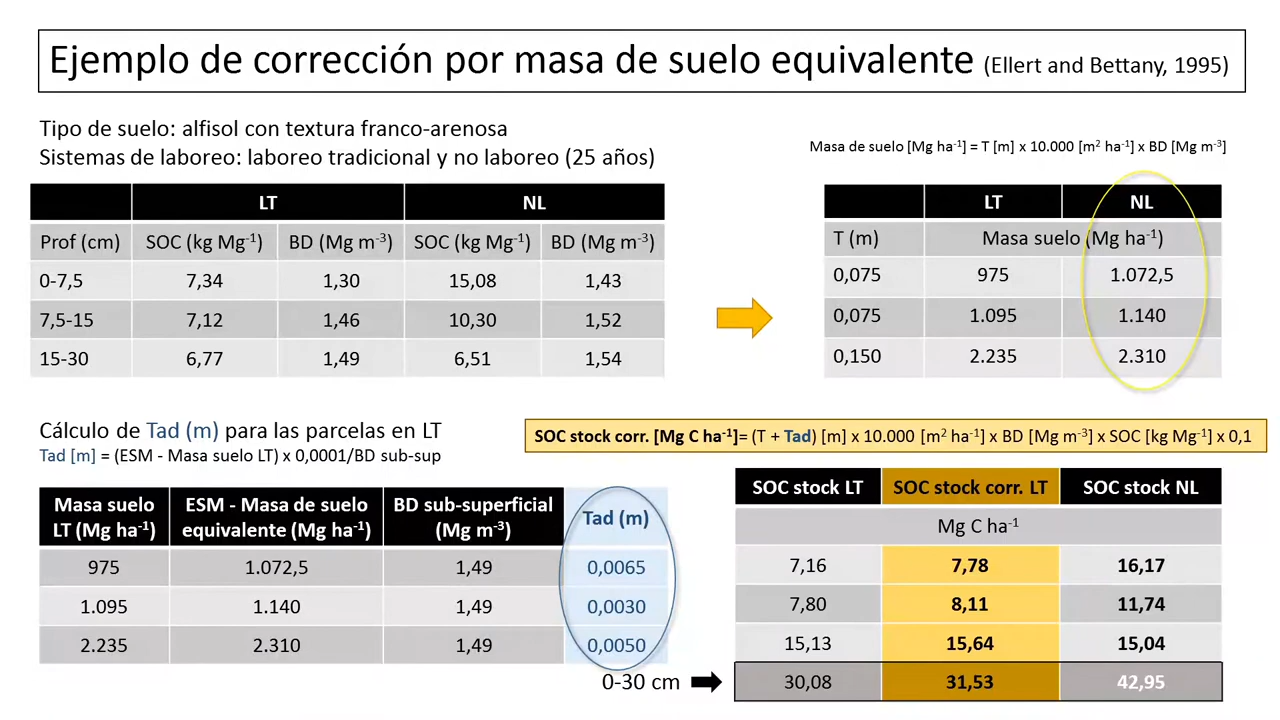 Ejemplo de corrección por masa de suelo equivalente (Ellert and Bettany, 1995)
Tipo de suelo: alfisol con textura franco-arenosa
Sistemas de laboreo: laboreo tradicional y no laboreo (25 años)
LT NL
Prof (cm) SOC (kg Mg⁻¹) BD (Mg m⁻³) SOC (kg Mg⁻¹) BD (Mg m⁻³)
0-7,5 7,34 1,30 15,08 1,43
7,5-15 7,12 1,46 10,30 1,52
15-30 6,77 1,49 6,51 1,54
Masa de suelo [Mg ha⁻¹] = T [m] x 10.000 [m² ha⁻¹] x BD [Mg m⁻³]
LT NL
T (m) Masa suelo (Mg ha⁻¹)
0,075 975 1.072,5
0,075 1.095 1.140
0,150 2.235 2.310
Cálculo de Tad (m) para las parcelas en LT
Tad [m] = (ESM - Masa suelo LT) x 0,0001/BD sub-sup
Masa suelo LT (Mg ha⁻¹) ESM - Masa de suelo equivalente (Mg ha⁻¹) BD sub-superficial (Mg m⁻³) Tad (m)
975 1.072,5 1,49 0,0065
1.095 1.140 1,49 0,0030
2.235 2.310 1,49 0,0050
SOC stock corr. [Mg C ha⁻¹]= (T + Tad) [m] x 10.000 [m² ha⁻¹] x BD [Mg m⁻³] x SOC [kg Mg⁻¹] x 0,1
SOC stock LT SOC stock corr. LT SOC stock NL
Mg C ha⁻¹
7,16 7,78 16,17
7,80 8,11 11,74
15,13 15,64 15,04
0-30 cm 30,08 31,53 42,95